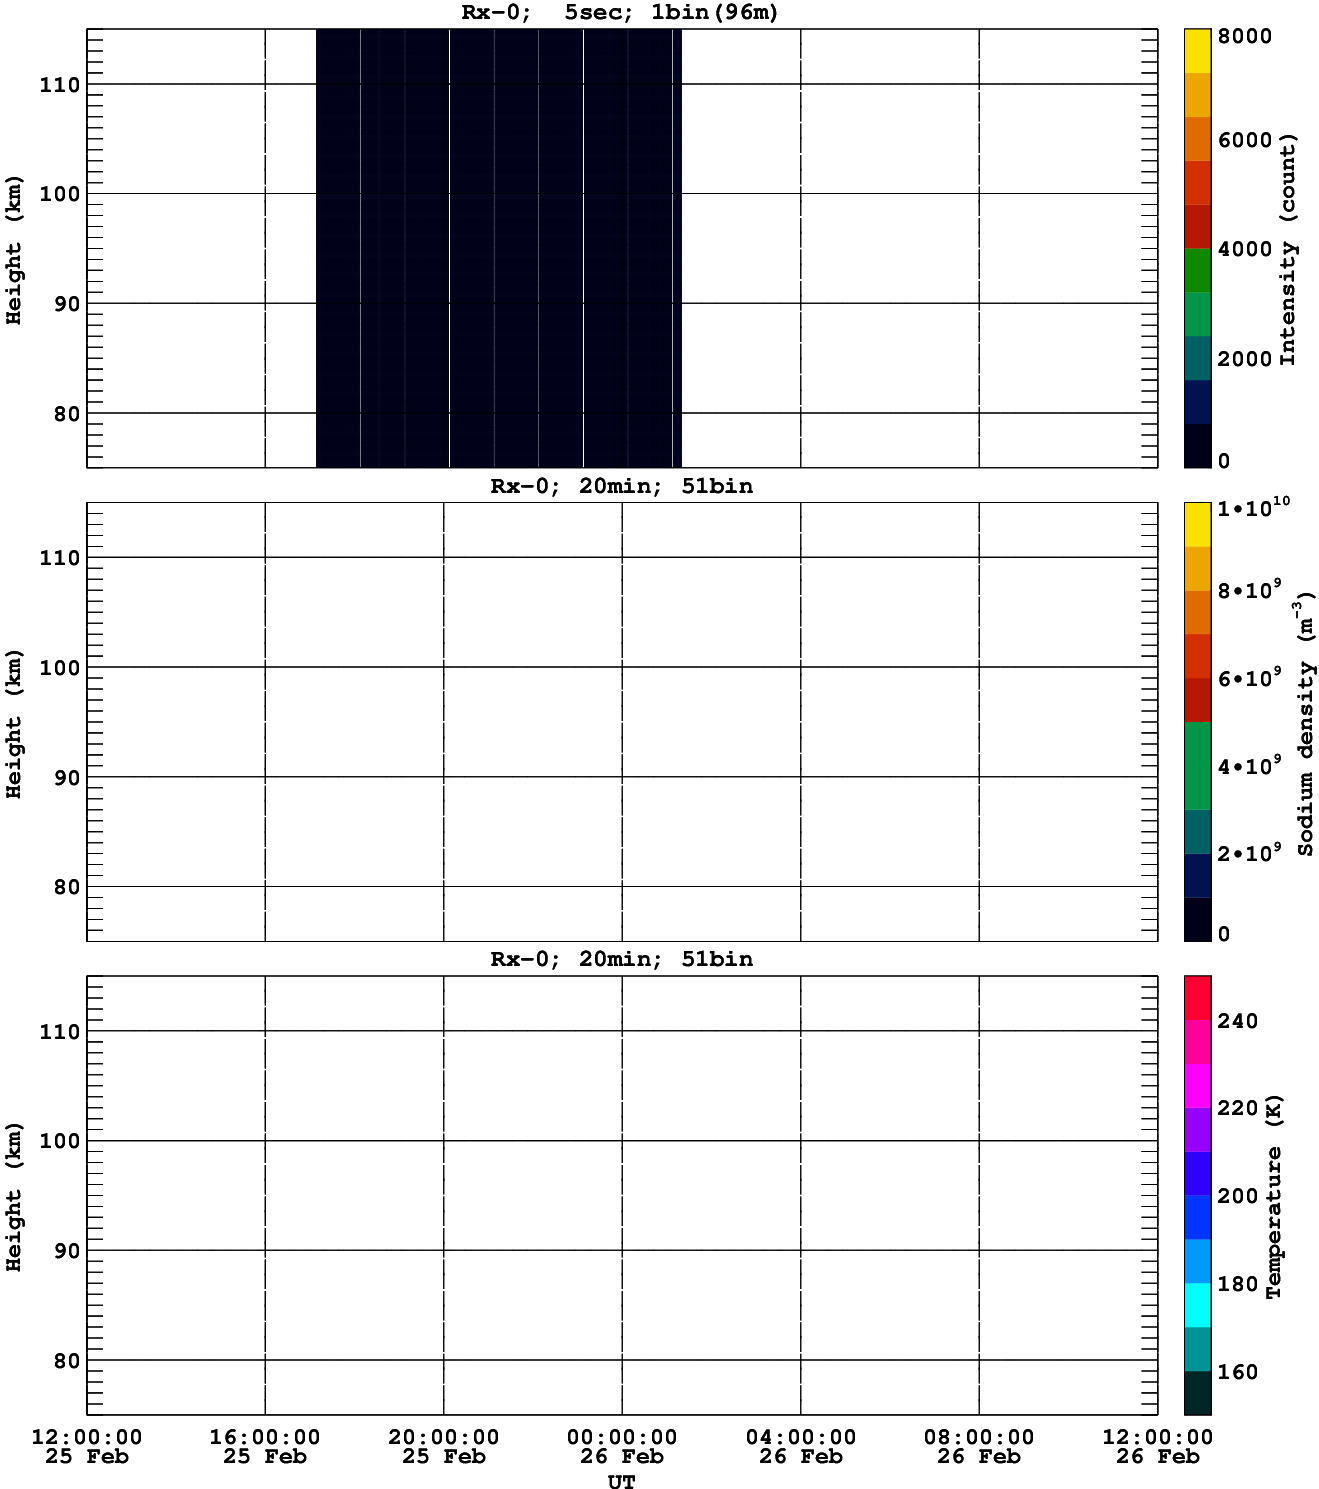 Rx-0;  5sec; 1bin(96m)
110
100
90
80
Height (km)
8000
6000
4000
2000
0
Intensity (count)
Rx-0; 20min; 51bin
110
100
90
80
Height (km)
1•10¹⁰
8•10⁹
6•10⁹
4•10⁹
2•10⁹
0
Sodium density (m⁻³)
Rx-0; 20min; 51bin
110
100
90
80
Height (km)
240
220
200
180
160
Temperature (K)
12:00:00 16:00:00 20:00:00 00:00:00 04:00:00 08:00:00 12:00:00
25 Feb 25 Feb 25 Feb 26 Feb 26 Feb 26 Feb 26 Feb
UT